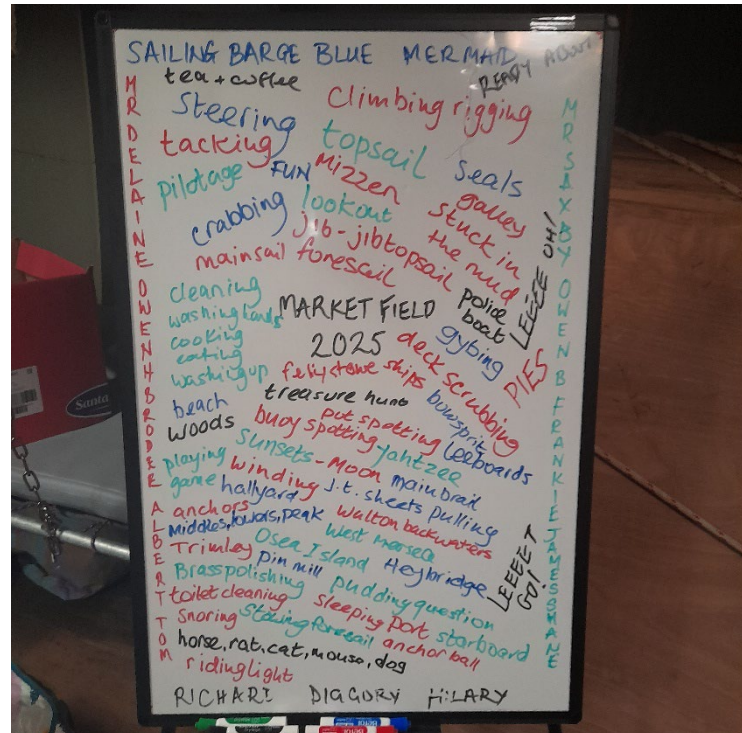 SAILING BARGE BLUE MERMAID
tea + coffee
READY ABOUT
Climbing rigging
Steering
tacking
topsail
seals
pilotage
FUN
Mizzen
galley
crabbing
lookout
stuck in
the mud
jib - jibtopsail
mainsail foresail
LEEEE OH!
cleaning
washing hands
cooking
eating
washing up
MARKET FIELD
2025
police
boat
gybing
PIES
deck scrubbing
felixstowe ships
beach
woods
treasure hunt
bowsprit
pot spotting
buoy spotting
leeboards
playing
game
sunsets - Moon
yahtzee
winding
mainbrail
hallyard
J.t. sheets
pulling
anchors
Middles, lowers, peak
walton backwaters
Trimley
Osea Island
West Mersea
Pin mill
Heybridge
LEEEET
GO!
Brass polishing
pudding question
toilet cleaning
sleeping
Port
starboard
Snoring
Stowing foresail
anchor ball
horse, rat, cat, mouse, dog
riding light
RICHARD DIGGORY HILARY
MR DELAINE OWEN H BRODEE ALBERT TOM
MR SAXBY OWEN B FRANKIE JAMES SHANE
Santa